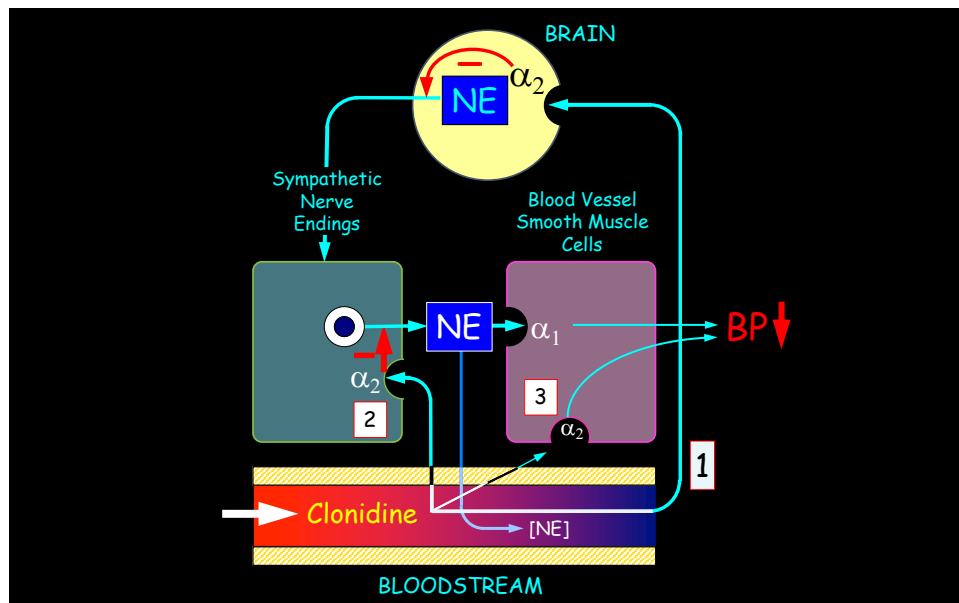 BRAIN
α2
NE
Sympathetic
Nerve
Endings
Blood Vessel
Smooth Muscle
Cells
NE
α1
BP
α2
2
3
α2
1
Clonidine
[NE]
BLOODSTREAM